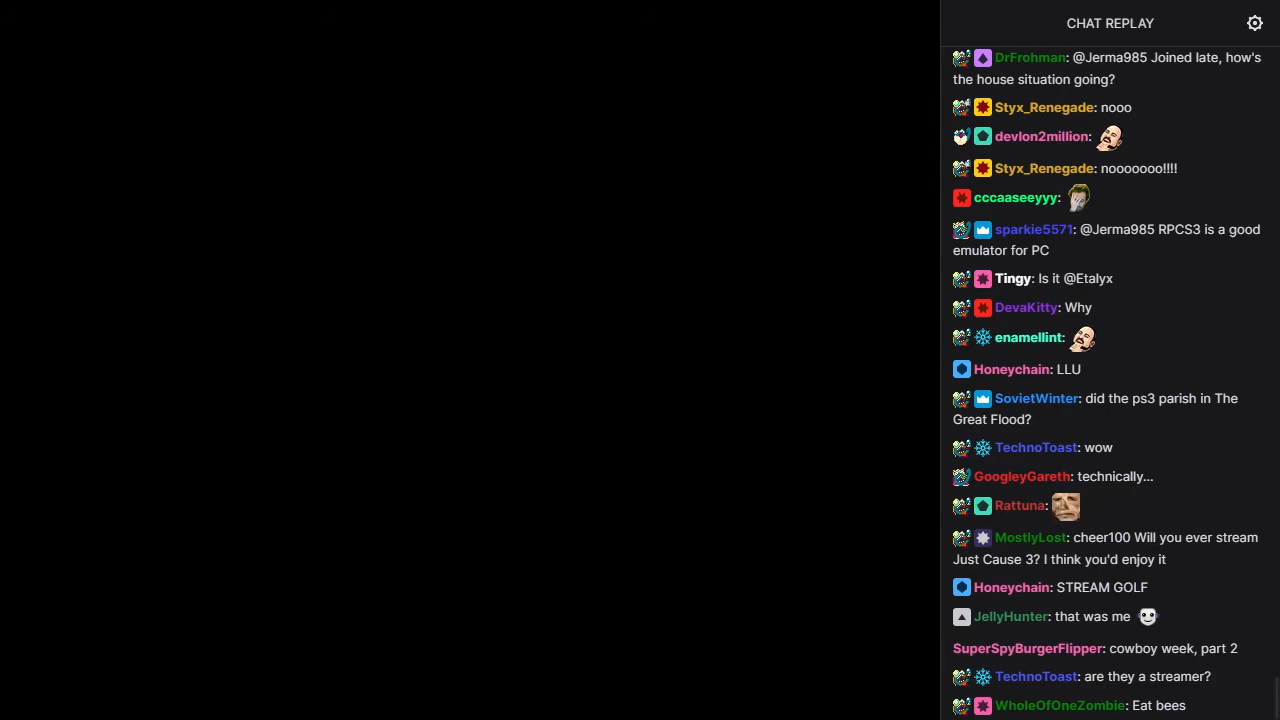 CHAT REPLAY
DrFrohman: @Jerma985 Joined late, how's
the house situation going?
Styx_Renegade: nooo
devlon2million:
Styx_Renegade: nooooooo!!!!
cccaaseeyyy:
sparkie5571: @Jerma985 RPCS3 is a good
emulator for PC
Tingy: Is it @Etalyx
DevaKitty: Why
enamellint:
Honeychain: LLU
SovietWinter: did the ps3 parish in The
Great Flood?
TechnoToast: wow
GoogleyGareth: technically...
Rattuna:
MostlyLost: cheer100 Will you ever stream
Just Cause 3? I think you'd enjoy it
Honeychain: STREAM GOLF
JellyHunter: that was me
SuperSpyBurgerFlipper: cowboy week, part 2
TechnoToast: are they a streamer?
WholeOfOneZombie: Eat bees